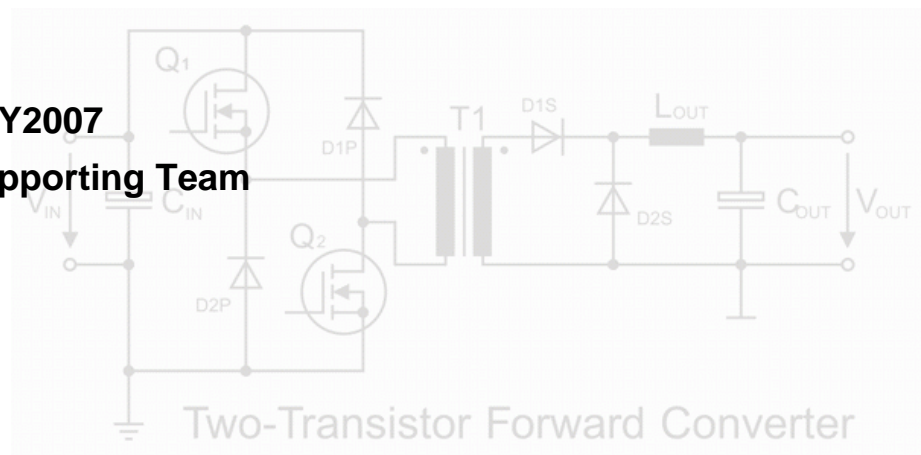 Q1
Y2007
D1P
T1
D1S
LOUT
pporting Team
VIN
CIN
Q2
D2S
COUT
VOUT
D2P
Two-Transistor Forward Converter